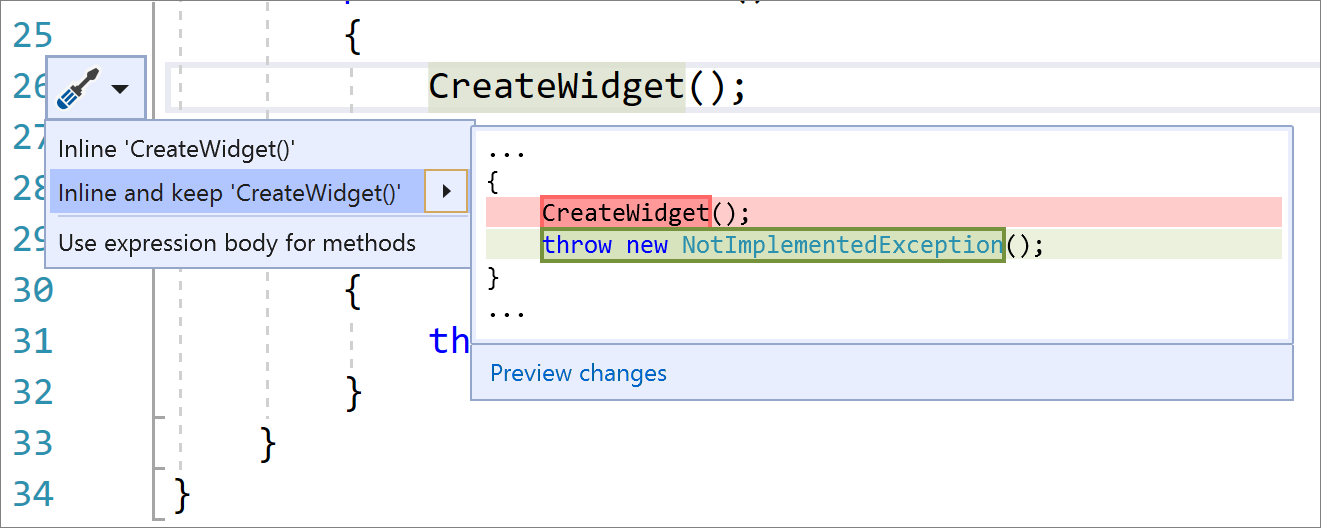 25
{
26
CreateWidget();
27
Inline 'CreateWidget()'
28
Inline and keep 'CreateWidget()'
29
Use expression body for methods
...
{
CreateWidget();
throw new NotImplementedException();
}
...
Preview changes
30
{
31
th
32
}
33
}
34
}